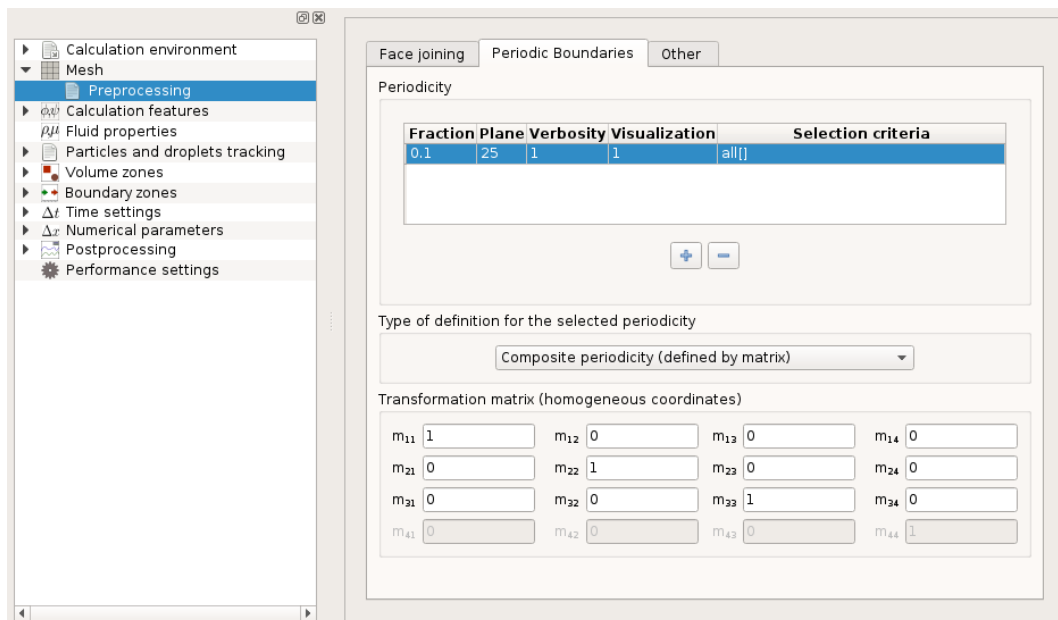 Calculation environment
Mesh
Preprocessing
Calculation features
Fluid properties
Particles and droplets tracking
Volume zones
Boundary zones
Δt Time settings
Δx Numerical parameters
Postprocessing
Performance settings
Face joining Periodic Boundaries Other
Periodicity
Fraction Plane Verbosity Visualization Selection criteria
0.1 25 1 1 all[]
Type of definition for the selected periodicity
Composite periodicity (defined by matrix)
Transformation matrix (homogeneous coordinates)
m₁₁ 1 m₁₂ 0 m₁₃ 0 m₁₄ 0
m₂₁ 0 m₂₂ 1 m₂₃ 0 m₂₄ 0
m₃₁ 0 m₃₂ 0 m₃₃ 1 m₃₄ 0
m₄₁ 0 m₄₂ 0 m₄₃ 0 m₄₄ 1